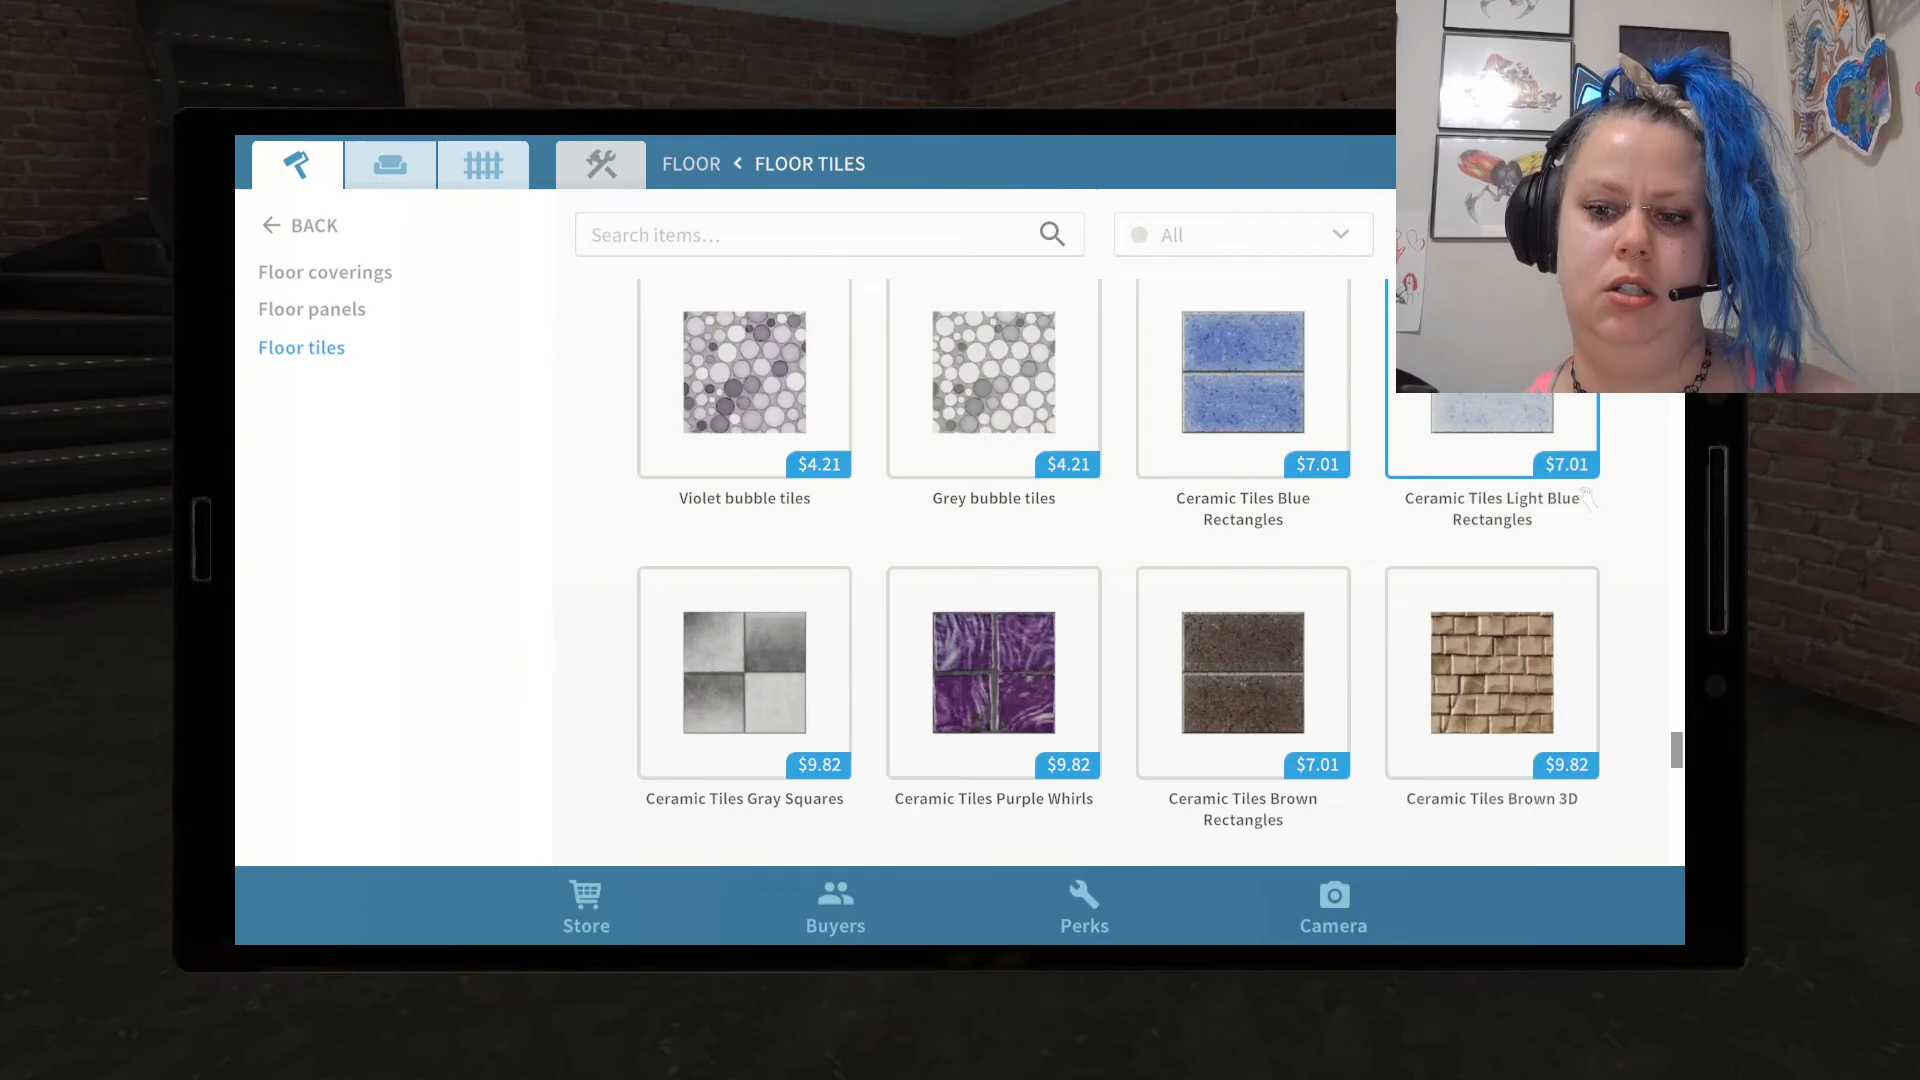 FLOOR < FLOOR TILES
BACK
Search items...
All
Floor coverings
Floor panels
Floor tiles
$4.21
$4.21
$7.01
$7.01
Violet bubble tiles
Grey bubble tiles
Ceramic Tiles Blue
Rectangles
Ceramic Tiles Light Blue
Rectangles
$9.82
$9.82
$7.01
$9.82
Ceramic Tiles Gray Squares
Ceramic Tiles Purple Whirls
Ceramic Tiles Brown
Rectangles
Ceramic Tiles Brown 3D
Store
Buyers
Perks
Camera